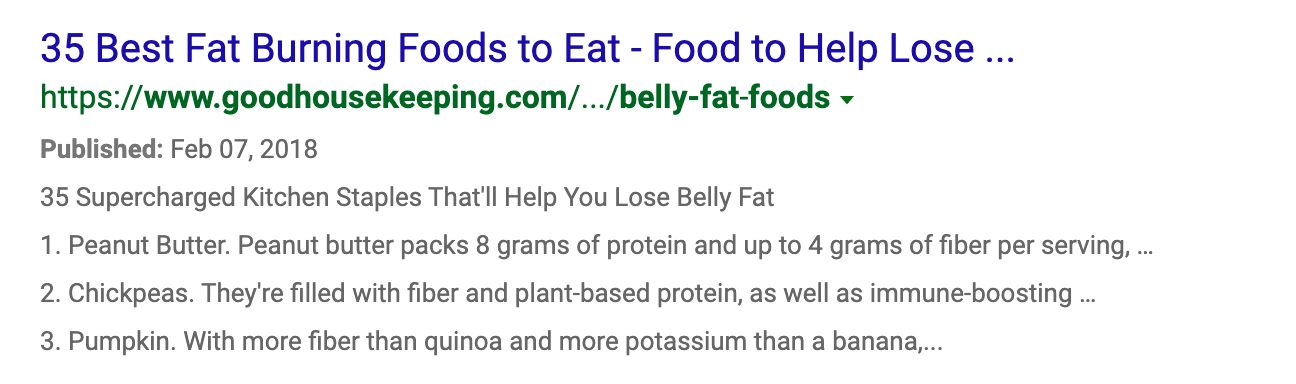 35 Best Fat Burning Foods to Eat - Food to Help Lose ...
https://www.goodhousekeeping.com/.../belly-fat-foods
Published: Feb 07, 2018
35 Supercharged Kitchen Staples That'll Help You Lose Belly Fat
1. Peanut Butter. Peanut butter packs 8 grams of protein and up to 4 grams of fiber per serving, ...
2. Chickpeas. They're filled with fiber and plant-based protein, as well as immune-boosting ...
3. Pumpkin. With more fiber than quinoa and more potassium than a banana,...